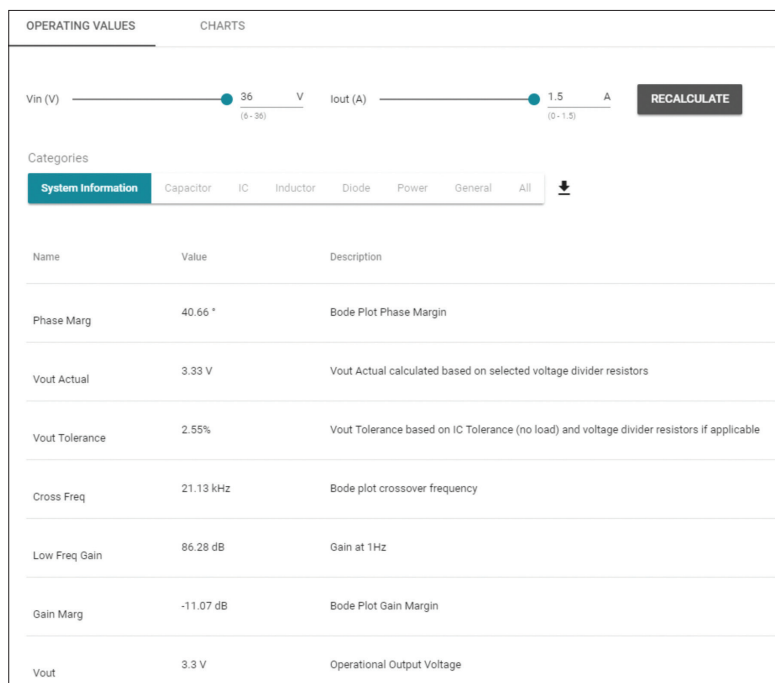 OPERATING VALUES CHARTS
Vin (V) 36 V Iout (A) 1.5 A RECALCULATE
(6 - 36) (0 - 1.5)
Categories
System Information Capacitor IC Inductor Diode Power General All
Name Value Description
Phase Marg 40.66 ° Bode Plot Phase Margin
Vout Actual 3.33 V Vout Actual calculated based on selected voltage divider resistors
Vout Tolerance 2.55% Vout Tolerance based on IC Tolerance (no load) and voltage divider resistors if applicable
Cross Freq 21.13 kHz Bode plot crossover frequency
Low Freq Gain 86.28 dB Gain at 1Hz
Gain Marg -11.07 dB Bode Plot Gain Margin
Vout 3.3 V Operational Output Voltage